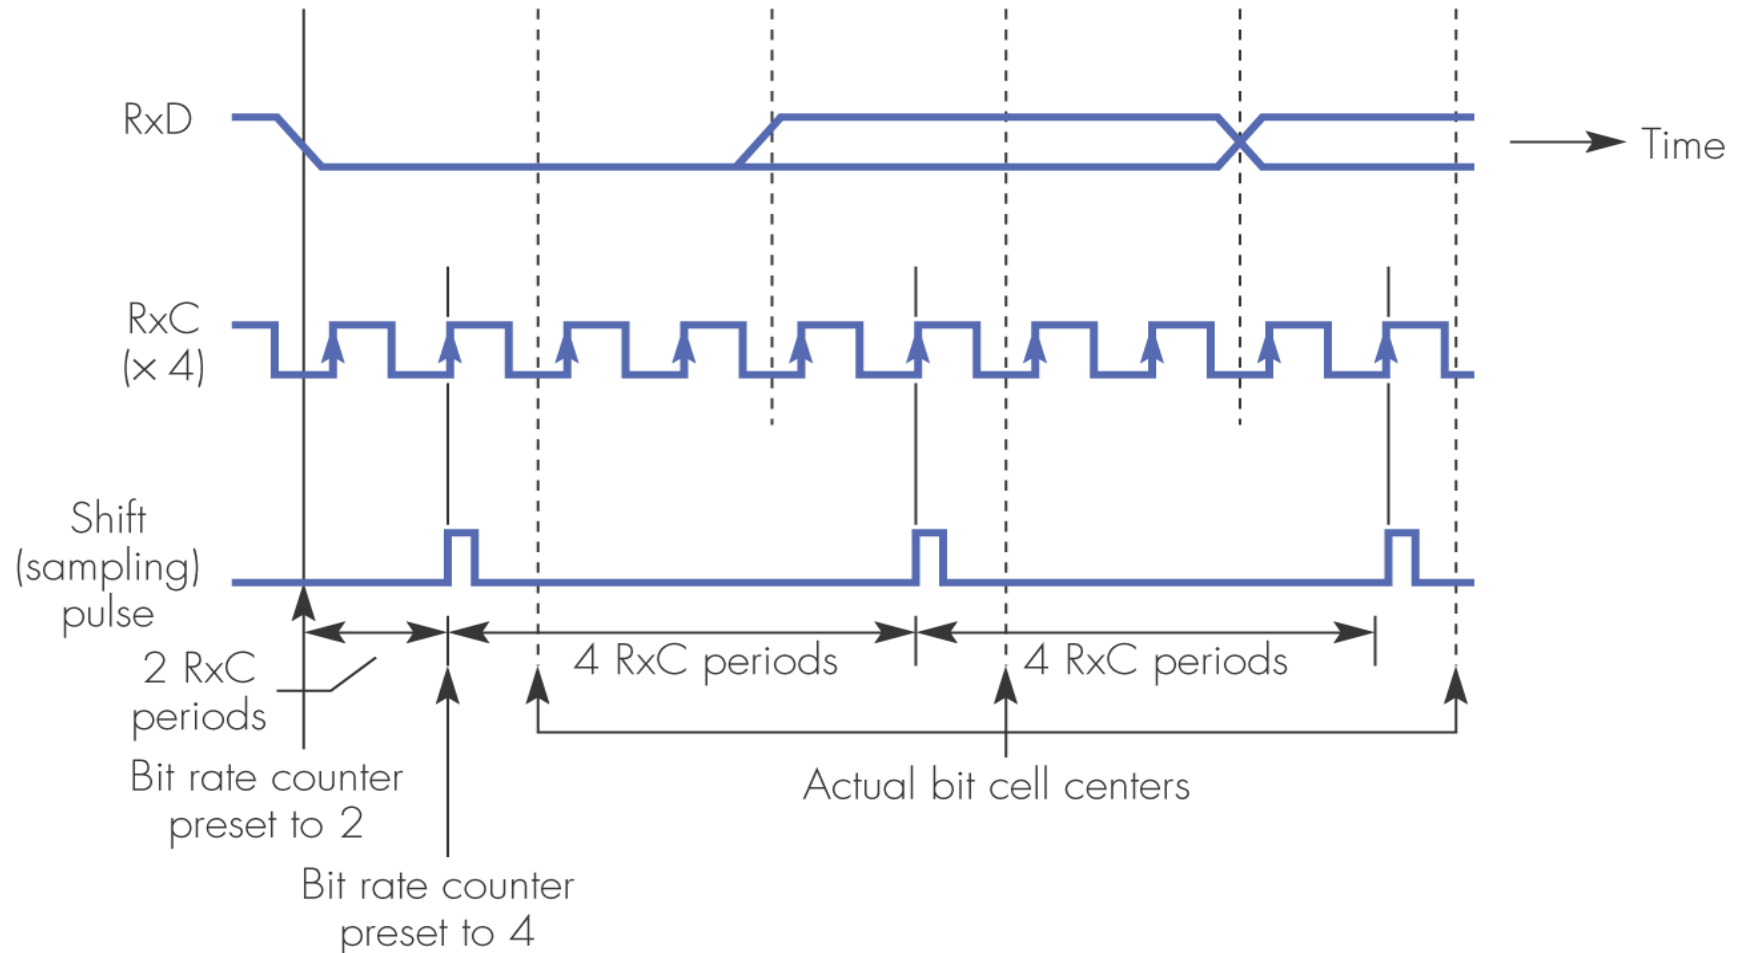 RxD
Time
RxC
(× 4)
Shift
(sampling)
pulse
2 RxC
periods
4 RxC periods
4 RxC periods
Bit rate counter
preset to 2
Actual bit cell centers
Bit rate counter
preset to 4